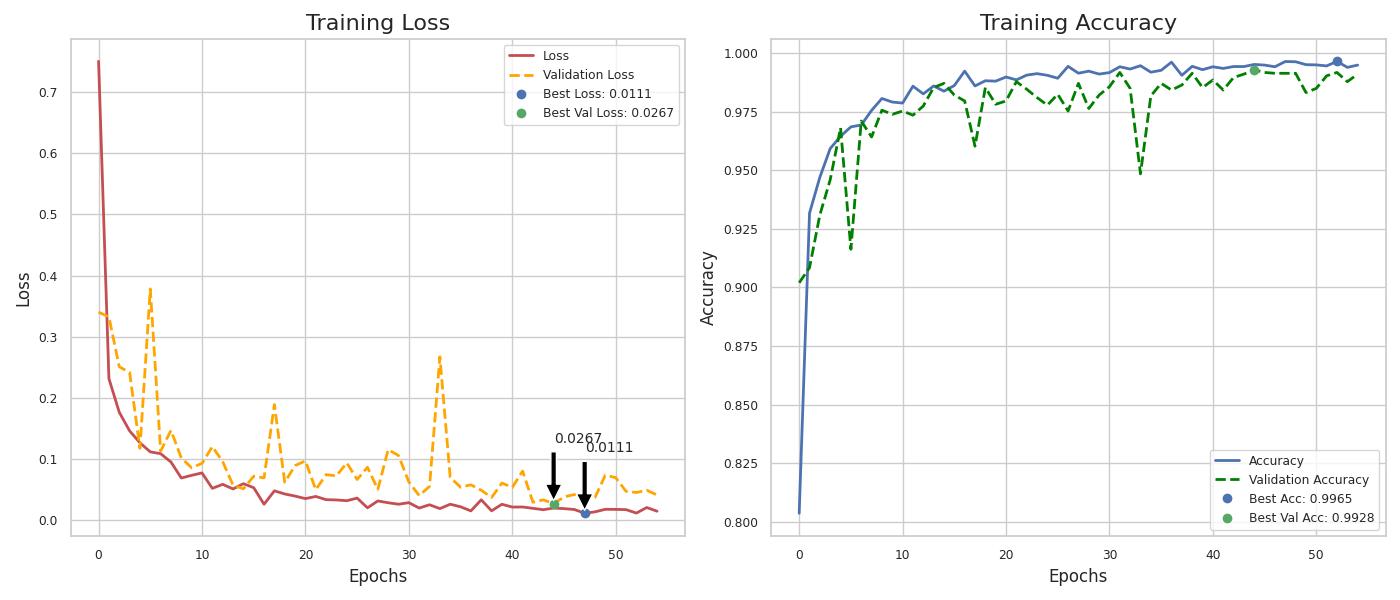 Training Loss
Loss
Validation Loss
Best Loss: 0.0111
Best Val Loss: 0.0267
0.7
0.6
0.5
0.4
0.3
0.2
0.1
0.0
Loss
0.0267
0.0111
0
10
20
30
40
50
Epochs
Training Accuracy
1.000
0.975
0.950
0.925
0.900
0.875
0.850
0.825
0.800
Accuracy
Accuracy
Validation Accuracy
Best Acc: 0.9965
Best Val Acc: 0.9928
0
10
20
30
40
50
Epochs